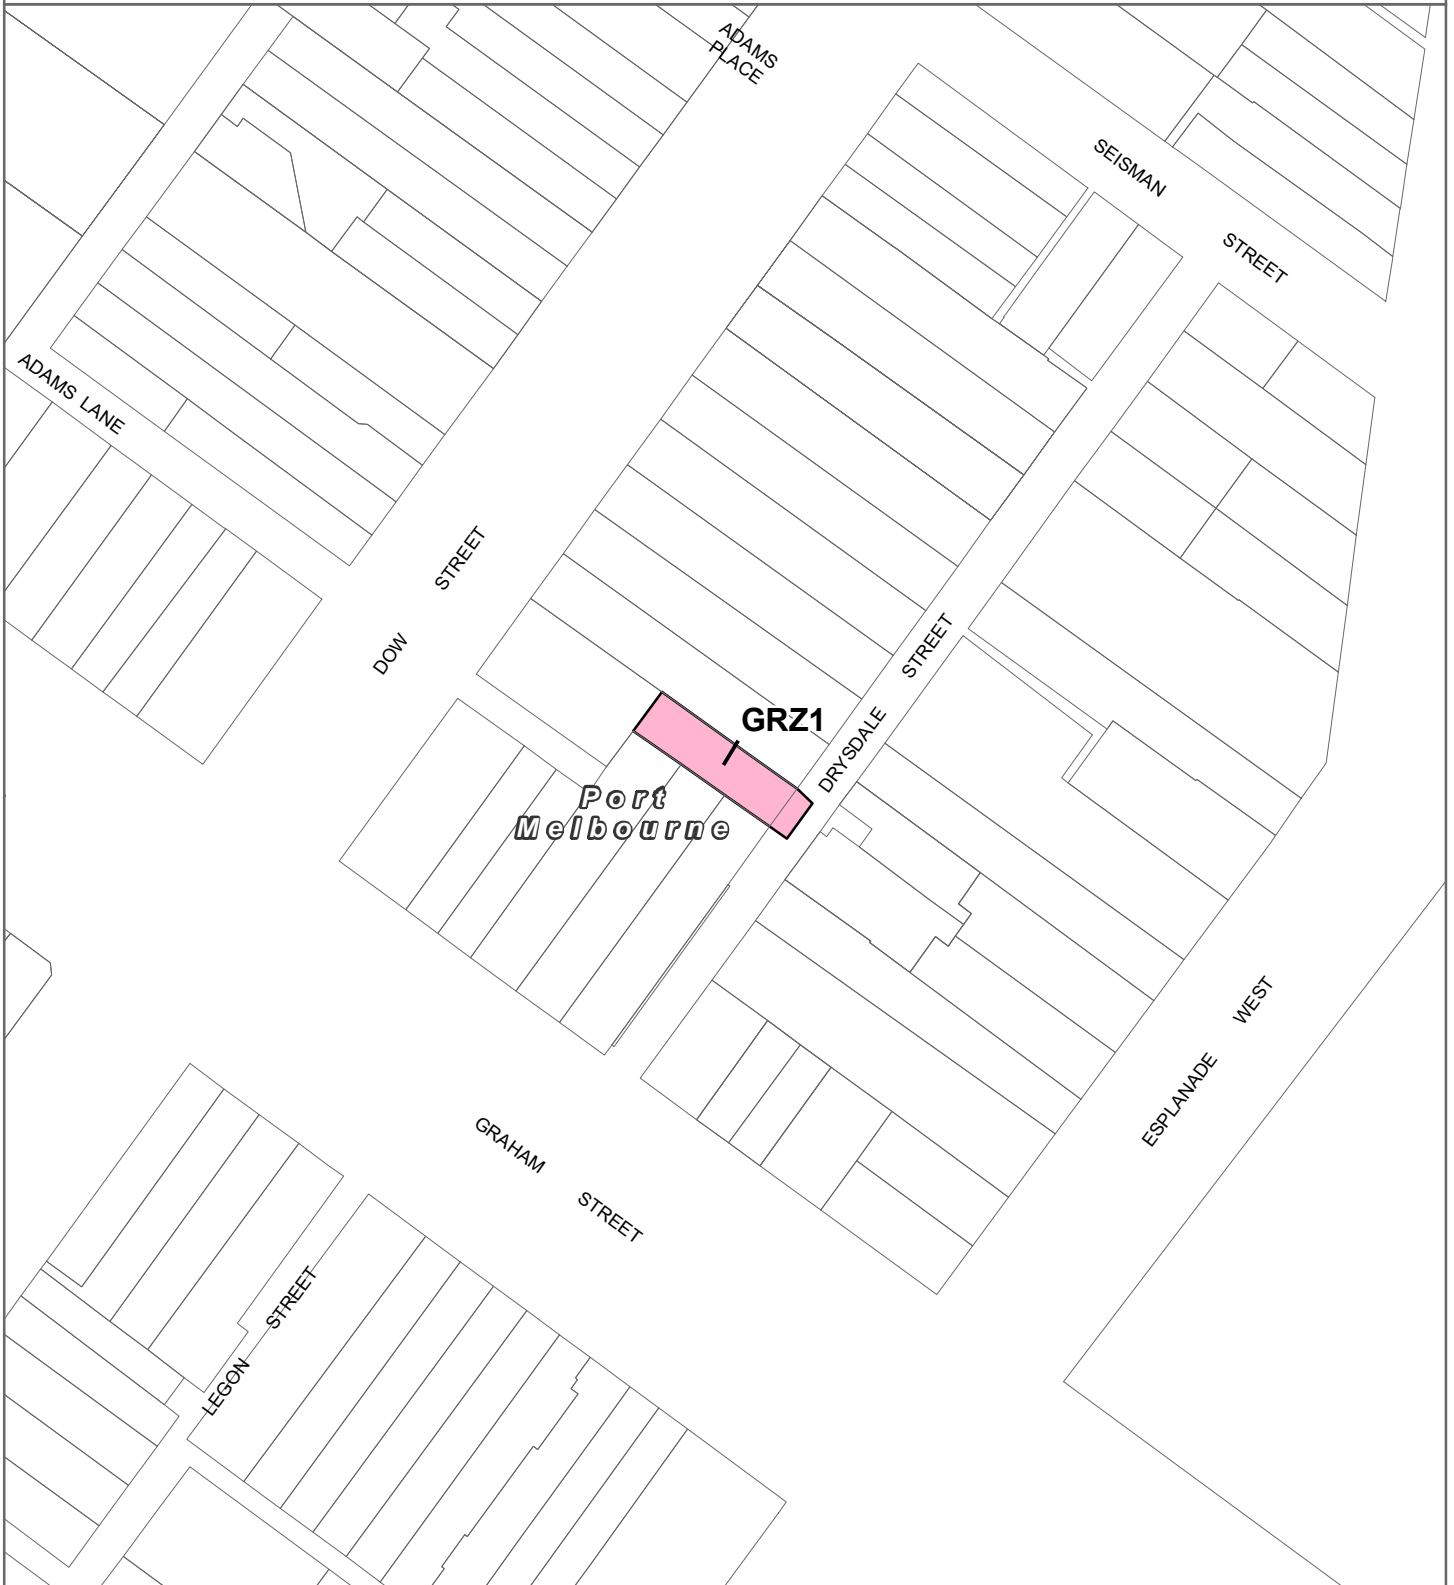 ADAMS
PLACE
SEISMAN
STREET
ADAMS LANE
STREET
DOW
STREET
GRZ1
DRYSDALE
Port
Melbourne
WEST
ESPLANADE
GRAHAM
STREET
STREET
LEGON